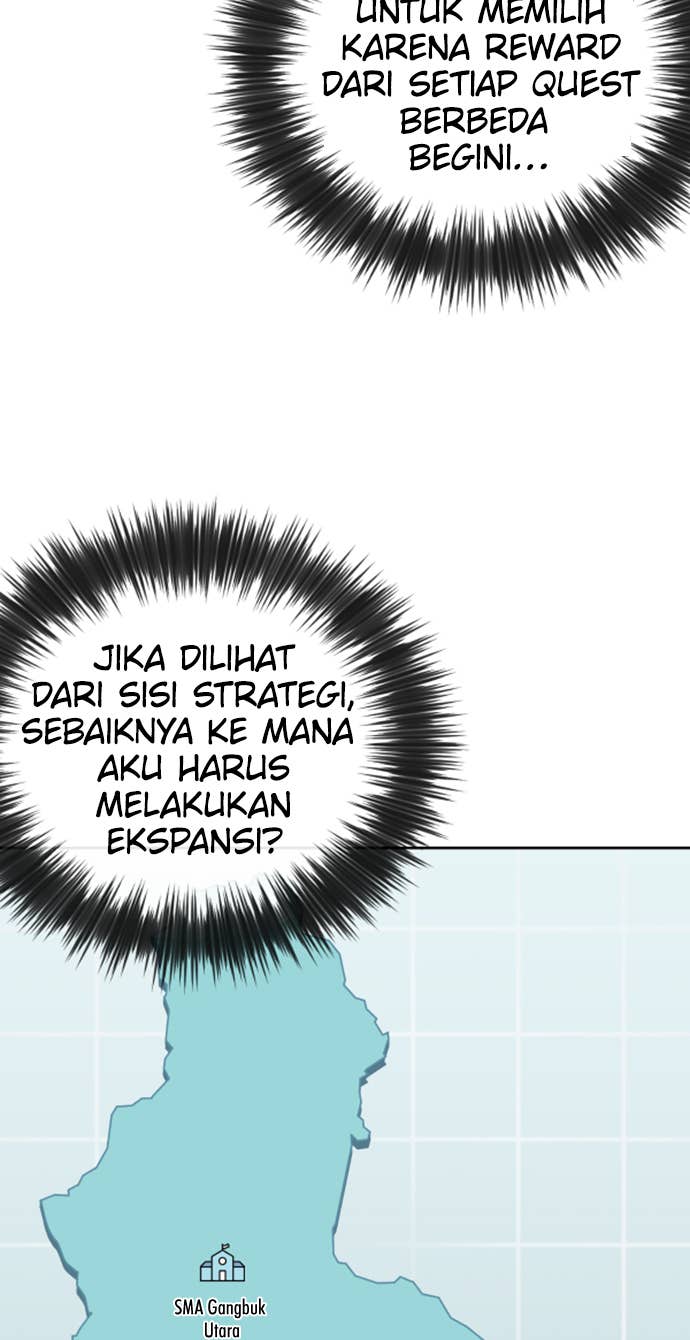 UNTUK MEMILIH
KARENA REWARD
DARI SETIAP QUEST
BERBEDA
BEGINI...
JIKA DILIHAT
DARI SISI STRATEGI,
SEBAIKNYA KE MANA
AKU HARUS
MELAKUKAN
EKSPANSI?
SMA Gangbuk
Utara